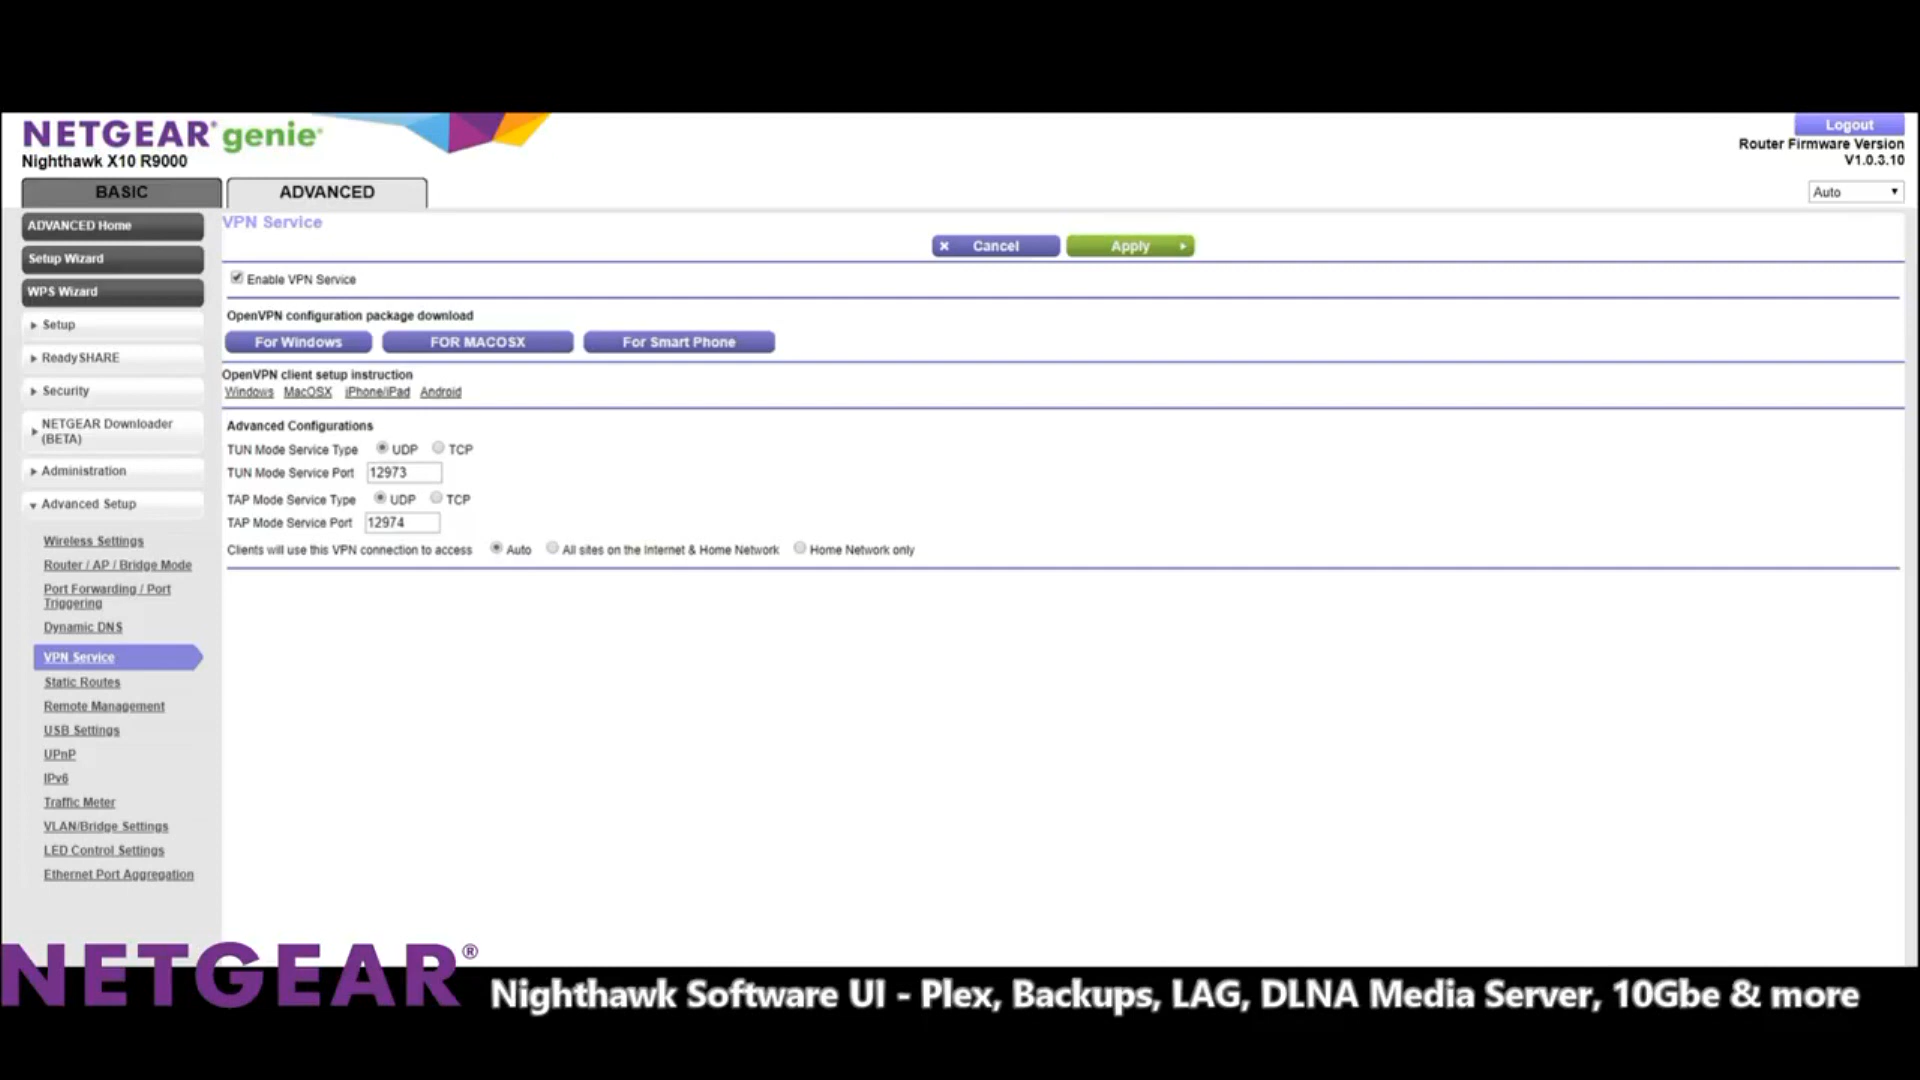 NETGEAR® genie®
Nighthawk X10 R9000
Logout
Router Firmware Version
V1.0.3.10
BASIC
ADVANCED
Auto
ADVANCED Home
Setup Wizard
WPS Wizard
Setup
ReadySHARE
Security
NETGEAR Downloader
(BETA)
Administration
Advanced Setup
Wireless Settings
Router / AP / Bridge Mode
Port Forwarding / Port
Triggering
Dynamic DNS
VPN Service
Static Routes
Remote Management
USB Settings
UPnP
IPv6
Traffic Meter
VLAN/Bridge Settings
LED Control Settings
Ethernet Port Aggregation
VPN Service
Cancel
Apply
Enable VPN Service
OpenVPN configuration package download
For Windows
FOR MACOSX
For Smart Phone
OpenVPN client setup instruction
Windows MacOSX iPhone/iPad Android
Advanced Configurations
TUN Mode Service Type UDP TCP
TUN Mode Service Port 12973
TAP Mode Service Type UDP TCP
TAP Mode Service Port 12974
Clients will use this VPN connection to access Auto All sites on the Internet & Home Network Home Network only
NETGEAR®
Nighthawk Software UI - Plex, Backups, LAG, DLNA Media Server, 10Gbe & more